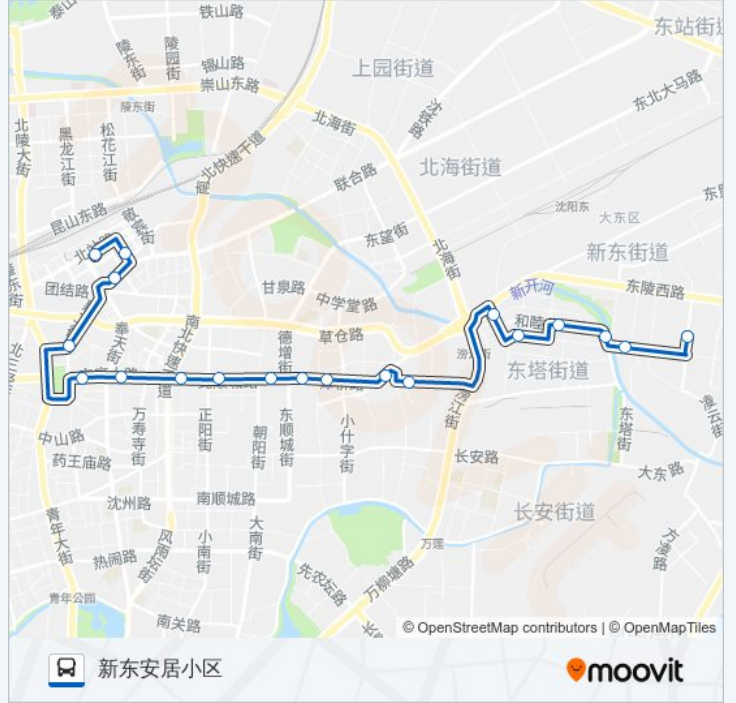 泰山路
铁山路
东站街道
陵东街
陵园街
锡山路
崇山东路
上园街道
东北大马路
陵东街
沈铁路
北海街
北陵大街
黑龙江街
松花江街
南北快速干道
北海街道
联合路
沈阳东
大东区
昆山东路
敬宾街
东望街
新东街道
北海街
北站路
团结路
甘泉路
中学堂路
新开河
东陵西路
和睦
奉天街
南北快速
德增街
草仓路
东塔街道
滂江街
凌云街
万寿寺街
正阳街
朝阳街
东顺城街
小什字街
东塔街
中山路
药王庙路
长安路
大东路
沈州路
南顺城路
长安街道
青年大街
风雨坛街
小南街
大南街
万莲
方凌路
热闹路
先农坛路
万柳塘路
青年公园
南关路
© OpenStreetMap contributors | © OpenMapTiles
新东安居小区
moovit